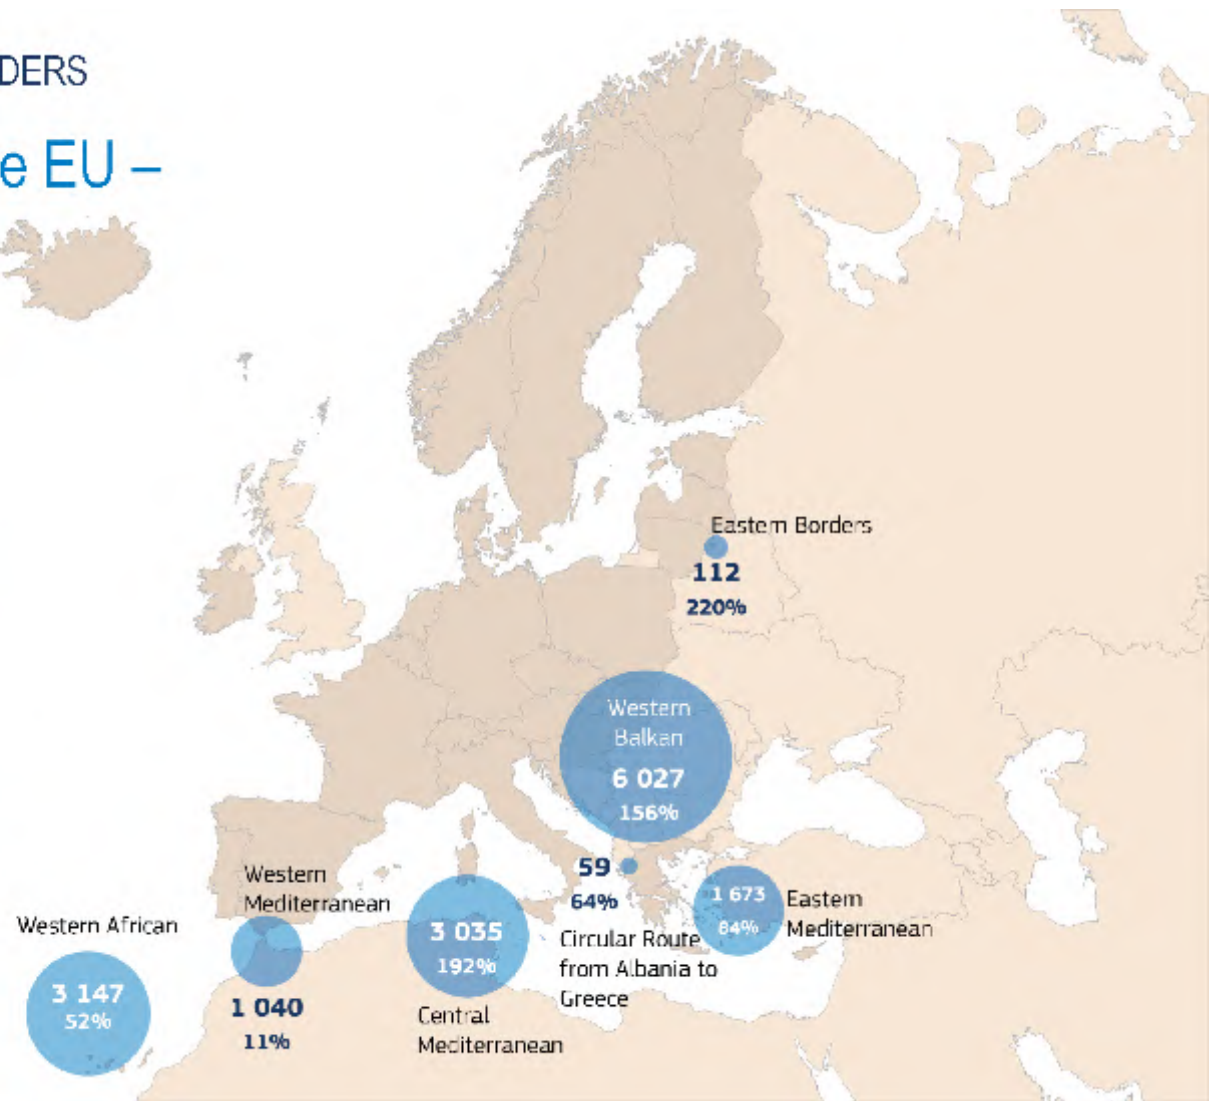 DERS
e EU –
Eastern Borders
112
220%
Western
Balkan
6 027
156%
59
64%
Circular Route
from Albania to
Greece
1 673
84%
Eastern
Mediterranean
Western
Mediterranean
1 040
11%
3 035
192%
Central
Mediterranean
Western African
3 147
52%